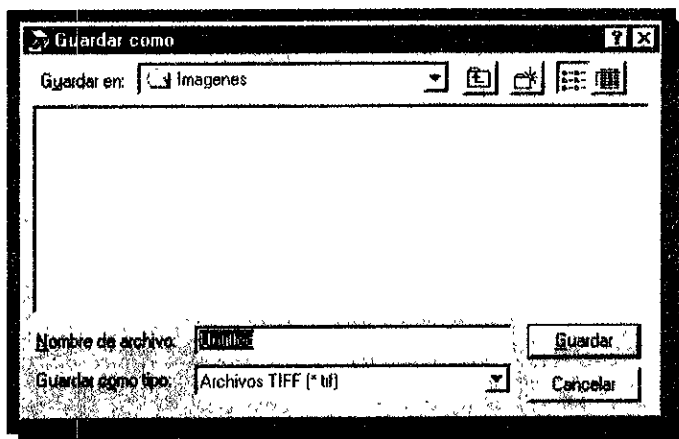 Guardar como
Guardar en: Imagenes
Nombre de archivo: Guardar
Guardar como tipo: Archivos TIFF (*.tif) Cancelar